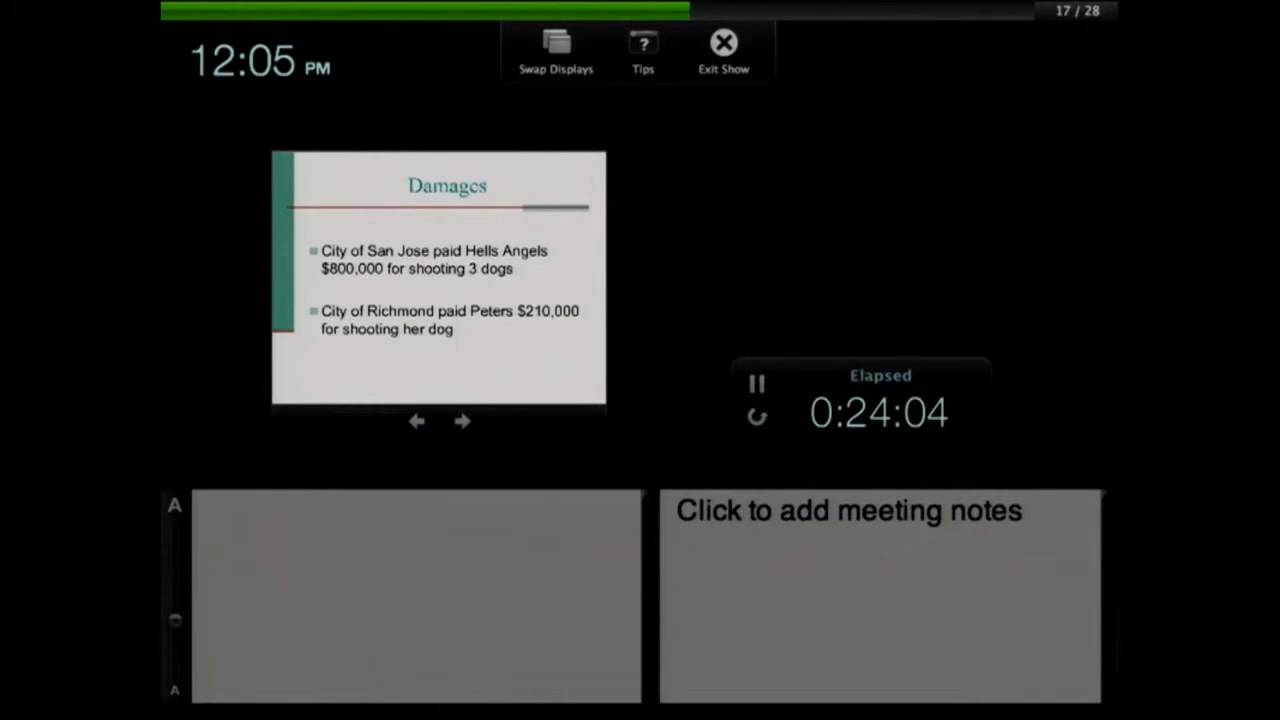 17 / 28
12:05 PM
Swap Displays
?
Tips
Exit Show
Damages
City of San Jose paid Hells Angels
$800,000 for shooting 3 dogs
City of Richmond paid Peters $210,000
for shooting her dog
Elapsed
0:24:04
A
Click to add meeting notes
A